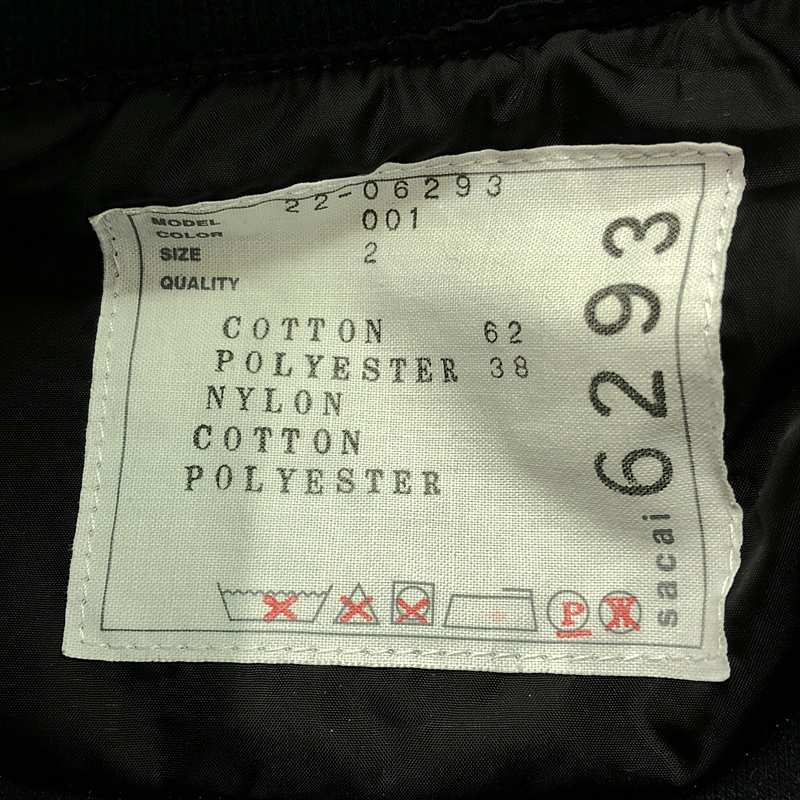 MODEL 22-06293
COLOR 001
SIZE 2
QUALITY
COTTON 62
POLYESTER 38
NYLON
COTTON
POLYESTER
P
W
sacai 6293